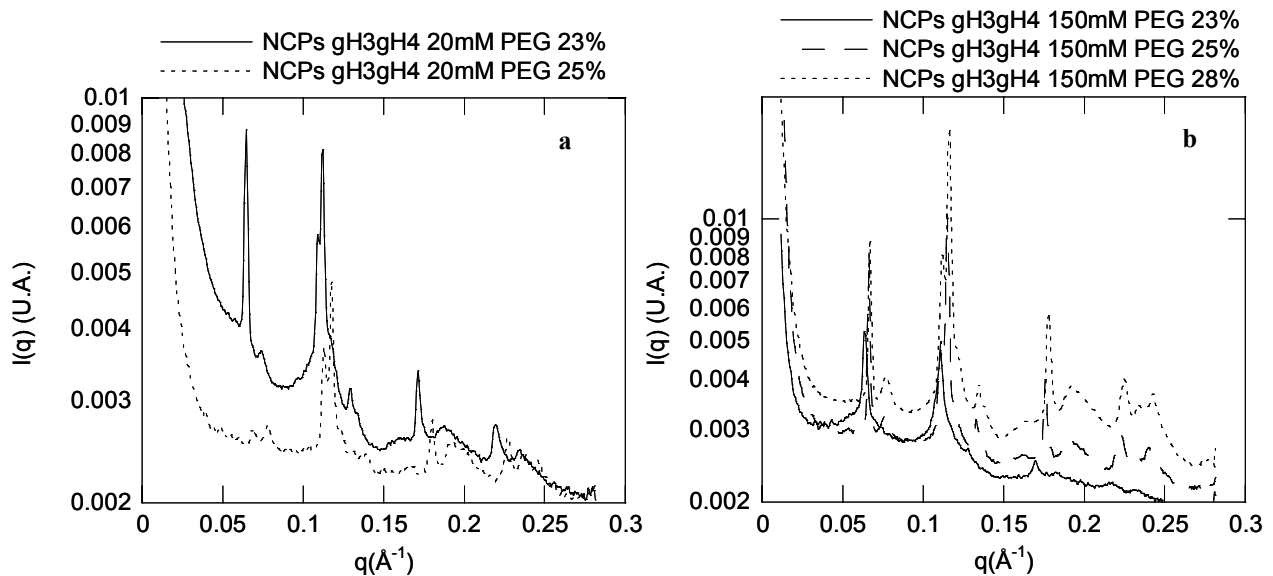 NCPs gH3gH4 20mM PEG 23%
NCPs gH3gH4 20mM PEG 25%
0.01
0.009
0.008
0.007
0.006
0.005
0.004
0.003
0.002
I(q) (U.A.)
a
0 0.05 0.1 0.15 0.2 0.25 0.3
q(Å⁻¹)
NCPs gH3gH4 150mM PEG 23%
NCPs gH3gH4 150mM PEG 25%
NCPs gH3gH4 150mM PEG 28%
0.01
0.009
0.008
0.007
0.006
0.005
0.004
0.003
0.002
I(q) (U.A.)
b
0 0.05 0.1 0.15 0.2 0.25 0.3
q(Å⁻¹)